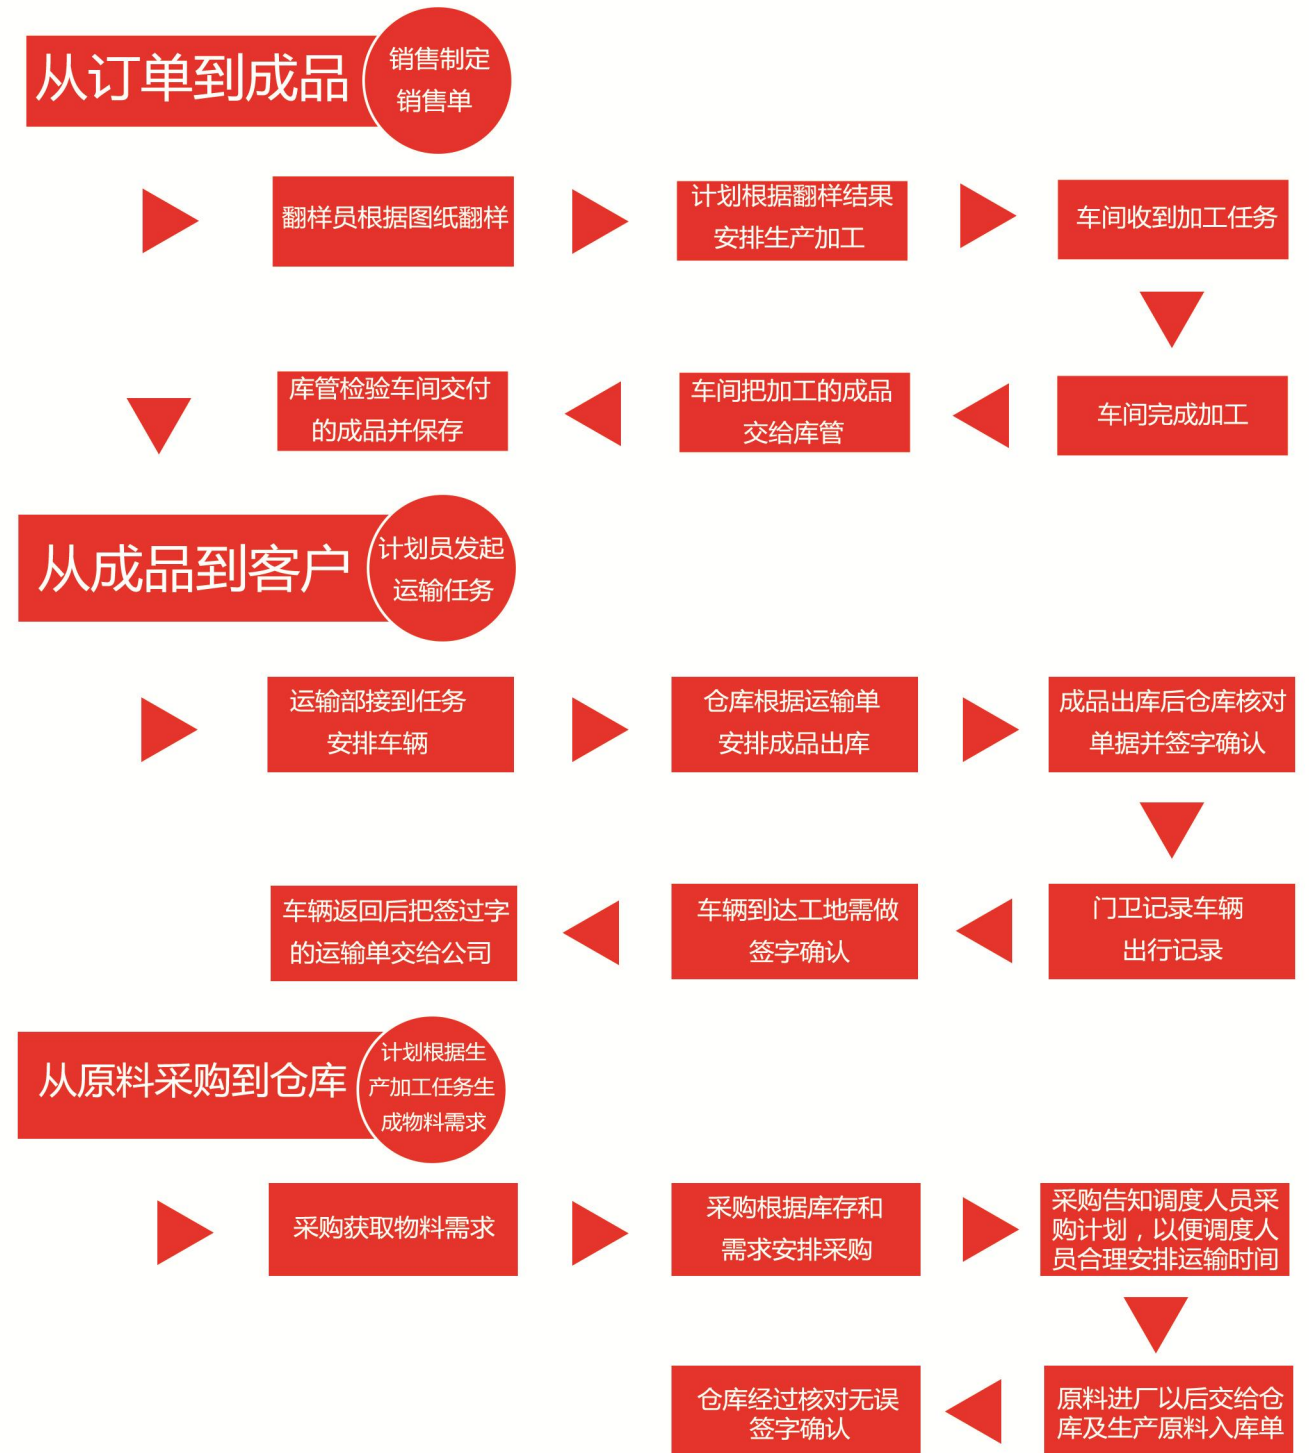 从订单到成品
销售制定
销售单
翻样员根据图纸翻样
计划根据翻样结果
安排生产加工
车间收到加工任务
车间完成加工
车间把加工的成品
交给库管
库管检验车间交付
的成品并保存
从成品到客户
计划员发起
运输任务
运输部接到任务
安排车辆
仓库根据运输单
安排成品出库
成品出库后仓库核对
单据并签字确认
门卫记录车辆
出行记录
车辆到达工地需做
签字确认
车辆返回后把签过字
的运输单交给公司
从原料采购到仓库
计划根据生
产加工任务生
成物料需求
采购获取物料需求
采购根据库存和
需求安排采购
采购告知调度人员采
购计划，以便调度人
员合理安排运输时间
原料进厂以后交给仓
库及生产原料入库单
仓库经过核对无误
签字确认